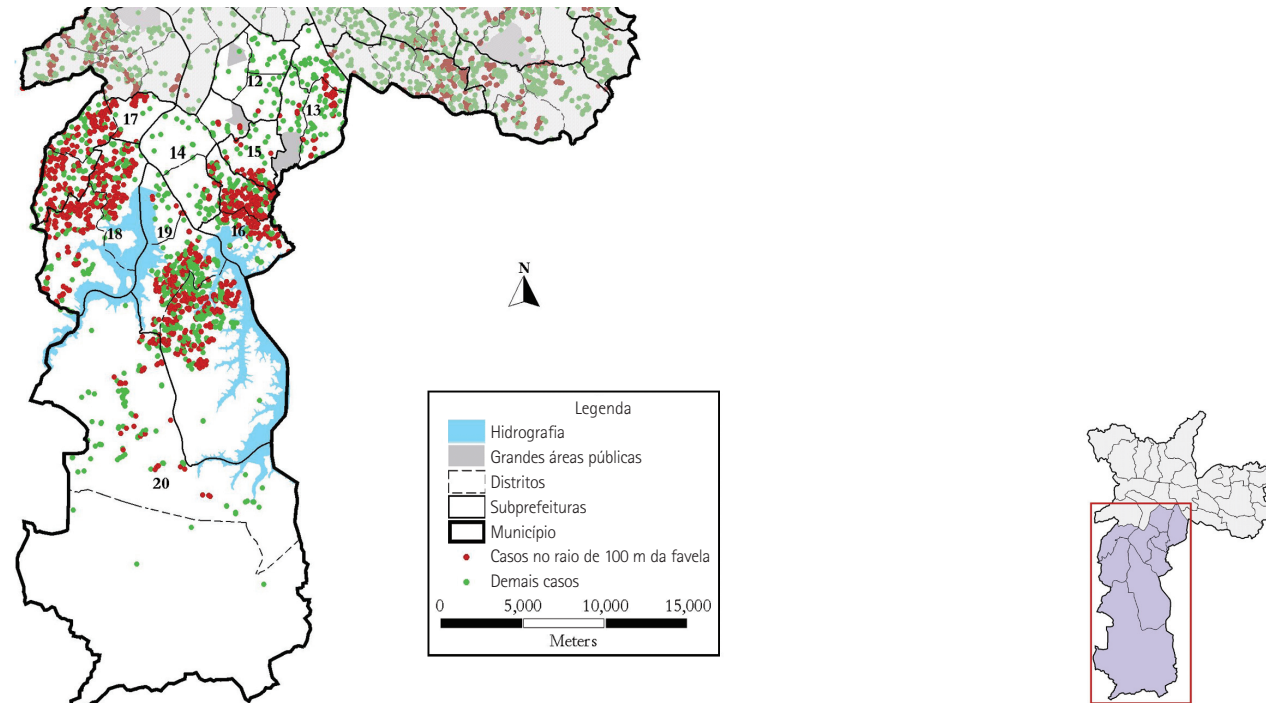 12
13
17
14
15
18
19
16
20
N
Legenda
Hidrografia
Grandes áreas públicas
Distritos
Subprefeituras
Município
Casos no raio de 100 m da favela
Demais casos
0 5,000 10,000 15,000
Meters